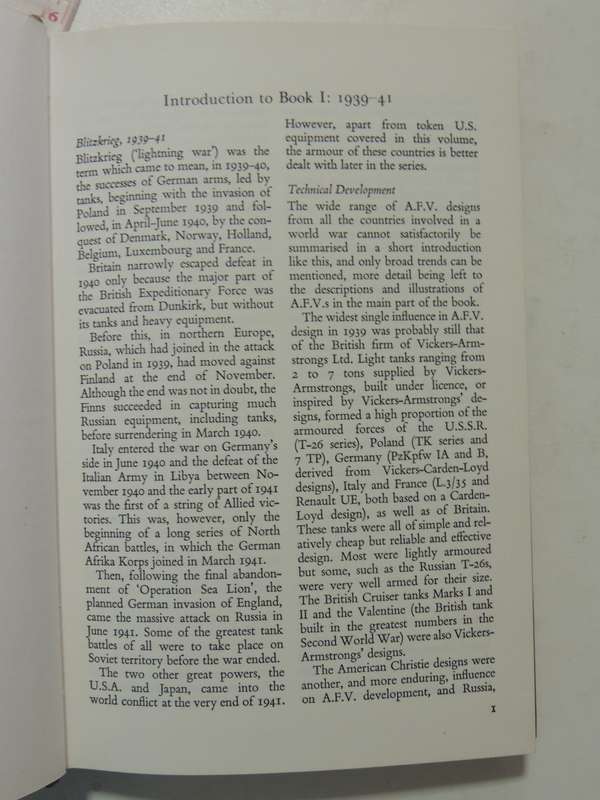 6
Introduction to Book I: 1939–41
Blitzkrieg, 1939–41
Blitzkrieg ('lightning war') was the
term which came to mean, in 1939-40,
the successes of German arms, led by
tanks, beginning with the invasion of
Poland in September 1939 and fol-
lowed, in April–June 1940, by the con-
quest of Denmark, Norway, Holland,
Belgium, Luxembourg and France.
Britain narrowly escaped defeat in
1940 only because the major part of
the British Expeditionary Force was
evacuated from Dunkirk, but without
its tanks and heavy equipment.
Before this, in northern Europe,
Russia, which had joined in the attack
on Poland in 1939, had moved against
Finland at the end of November.
Although the end was not in doubt, the
Finns succeeded in capturing much
Russian equipment, including tanks,
before surrendering in March 1940.
Italy entered the war on Germany's
side in June 1940 and the defeat of the
Italian Army in Libya between No-
vember 1940 and the early part of 1941
was the first of a string of Allied vic-
tories. This was, however, only the
beginning of a long series of North
African battles, in which the German
Afrika Korps joined in March 1941.
Then, following the final abandon-
ment of 'Operation Sea Lion', the
planned German invasion of England,
came the massive attack on Russia in
June 1941. Some of the greatest tank
battles of all were to take place on
Soviet territory before the war ended.
The two other great powers, the
U.S.A. and Japan, came into the
world conflict at the very end of 1941.
However, apart from token U.S.
equipment covered in this volume,
the armour of these countries is better
dealt with later in the series.
Technical Development
The wide range of A.F.V. designs
from all the countries involved in a
world war cannot satisfactorily be
summarised in a short introduction
like this, and only broad trends can be
mentioned, more detail being left to
the descriptions and illustrations of
A.F.V.s in the main part of the book.
The widest single influence in A.F.V.
design in 1939 was probably still that
of the British firm of Vickers-Arm-
strongs Ltd. Light tanks ranging from
2 to 7 tons supplied by Vickers-
Armstrongs, built under licence, or
inspired by Vickers-Armstrongs' de-
signs, formed a high proportion of the
armoured forces of the U.S.S.R.
(T-26 series), Poland (TK series and
7 TP), Germany (PzKpfw IA and B,
derived from Vickers-Carden-Loyd
designs), Italy and France (L.3/35 and
Renault UE, both based on a Carden-
Loyd design), as well as of Britain.
These tanks were all of simple and rel-
atively cheap but reliable and effective
design. Most were lightly armoured
but some, such as the Russian T-26s,
were very well armed for their size.
The British Cruiser tanks Marks I and
II and the Valentine (the British tank
built in the greatest numbers in the
Second World War) were also Vickers-
Armstrongs' designs.
The American Christie designs were
another, and more enduring, influence
on A.F.V. development, and Russia,
1